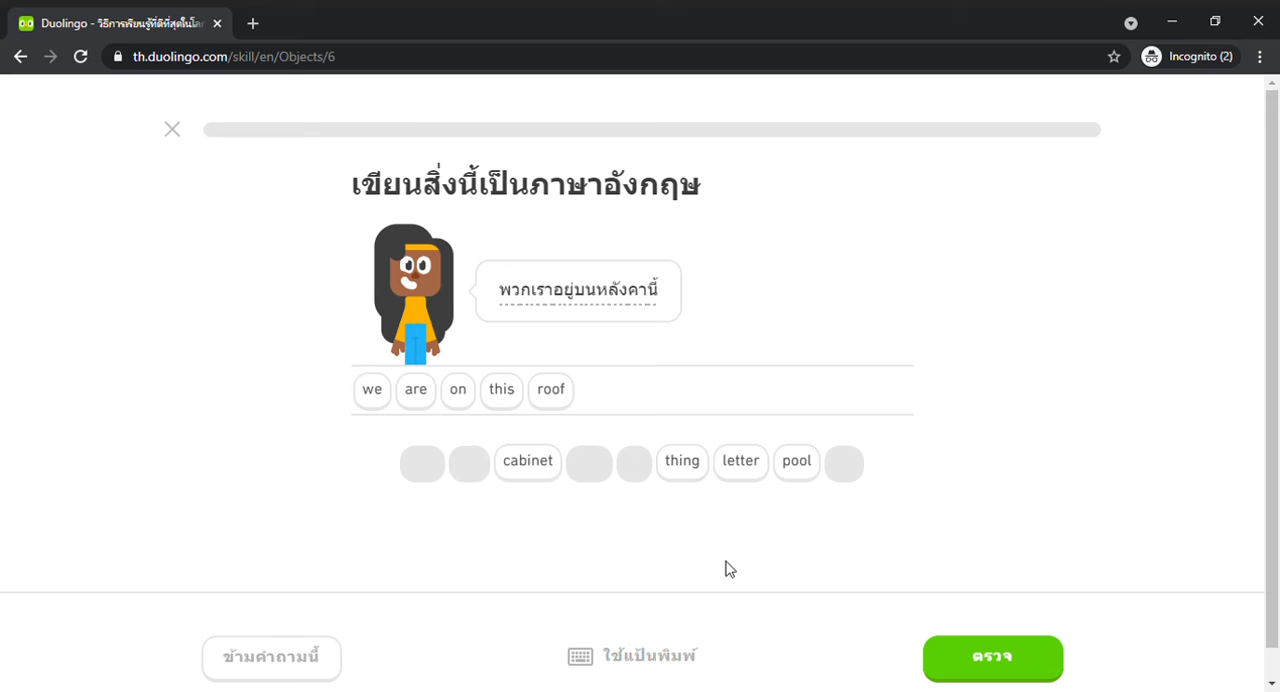 Duolingo - วิธีการเรียนรู้ที่ดีที่สุดในโล
th.duolingo.com/skill/en/Objects/6
Incognito (2)
เขียนสิ่งนี้เป็นภาษาอังกฤษ
พวกเราอยู่บนหลังคานี้
we are on this roof
cabinet thing letter pool
ข้ามคำถามนี้ ใช้แป้นพิมพ์ ตรวจ